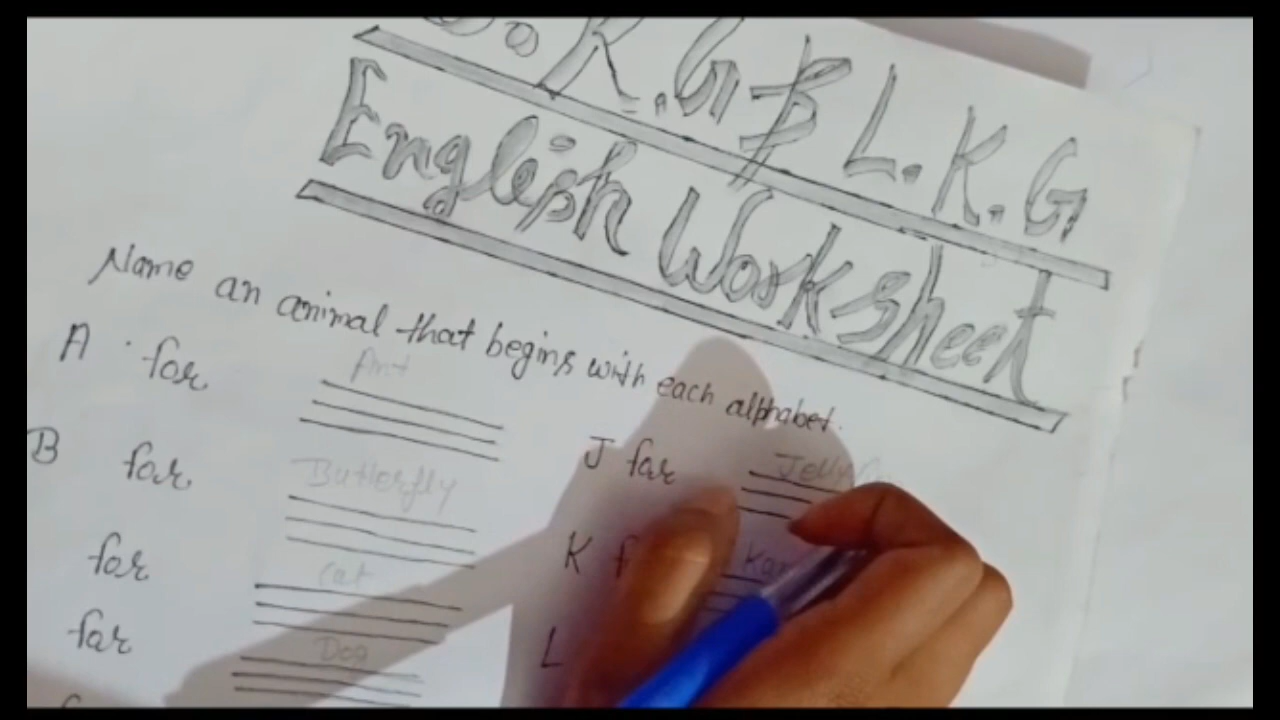 K.G & L.K.G
English Worksheet
Name an animal that begins with each alphabet.
A for Ant
B for Butterfly
for Cat
for Dog
J for Jelly
K
L